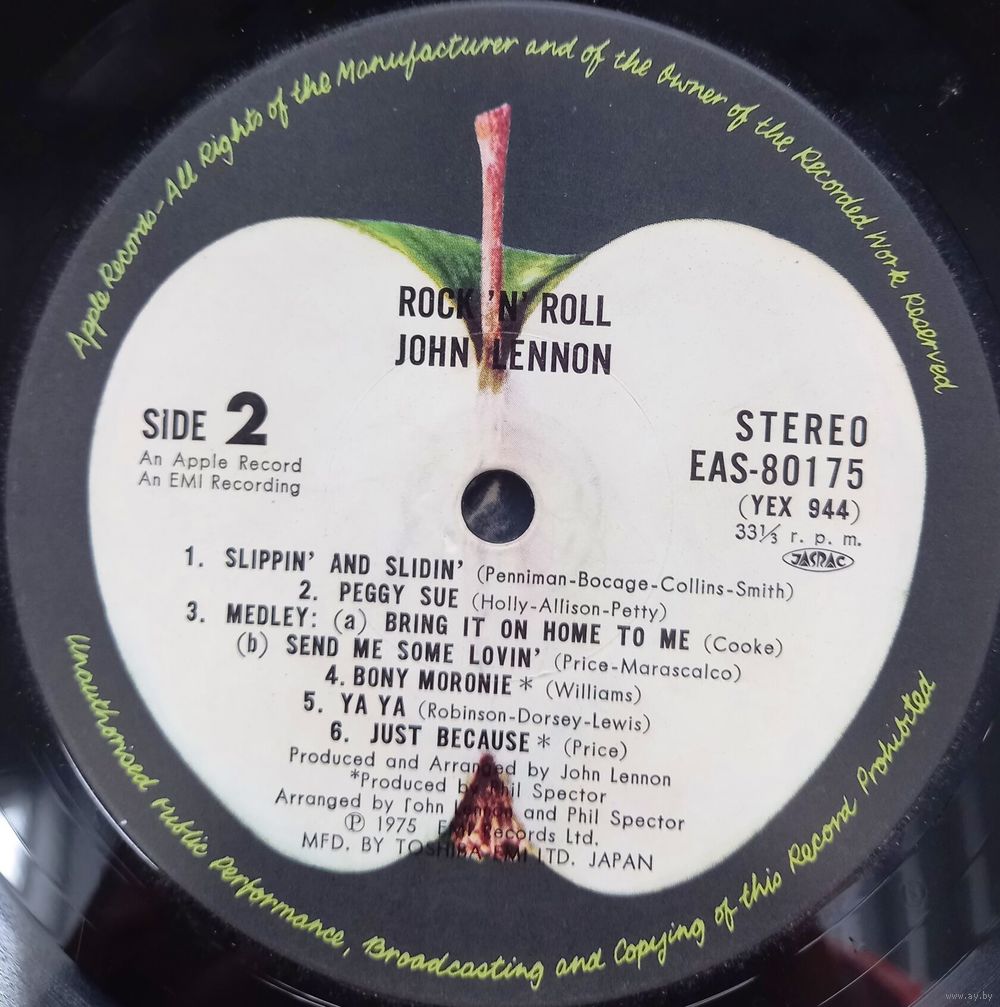 Apple Records-All Rights of the Manufacturer and of the Owner of the Recorded Work Reserved
ROCK 'N' ROLL
JOHN LENNON
SIDE 2
An Apple Record
An EMI Recording
STEREO
EAS-80175
(YEX 944)
33⅓ r. p. m.
JASRAC
1. SLIPPIN' AND SLIDIN' (Penniman-Bocage-Collins-Smith)
2. PEGGY SUE (Holly-Allison-Petty)
3. MEDLEY: (a) BRING IT ON HOME TO ME (Cooke)
(b) SEND ME SOME LOVIN' (Price-Marascalco)
4. BONY MORONIE * (Williams)
5. YA YA (Robinson-Dorsey-Lewis)
6. JUST BECAUSE * (Price)
Produced and Arranged by John Lennon
*Produced by Phil Spector
Arranged by John Lennon and Phil Spector
Ⓟ 1975 EMI Records Ltd.
MFD. BY TOSHIBA EMI LTD. JAPAN
Unauthorised Public Performance, Broadcasting and Copying of this Record Prohibited
www.ay.by